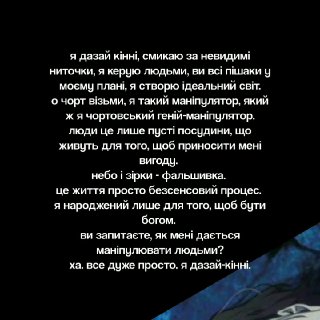 я дазай кінні, смикаю за невидимі
ниточки, я керую людьми, ви всі пішаки у
моєму плані, я створю ідеальний світ.
о чорт візьми, я такий маніпулятор, який
ж я чортовський геній-маніпулятор.
люди це лише пусті посудини, що
живуть для того, щоб приносити мені
вигоду.
небо і зірки - фальшивка.
це життя просто безсенсовий процес.
я народжений лише для того, щоб бути
богом.
ви запитаєте, як мені дається
маніпулювати людьми?
ха. все дуже просто. я дазай-кінні.